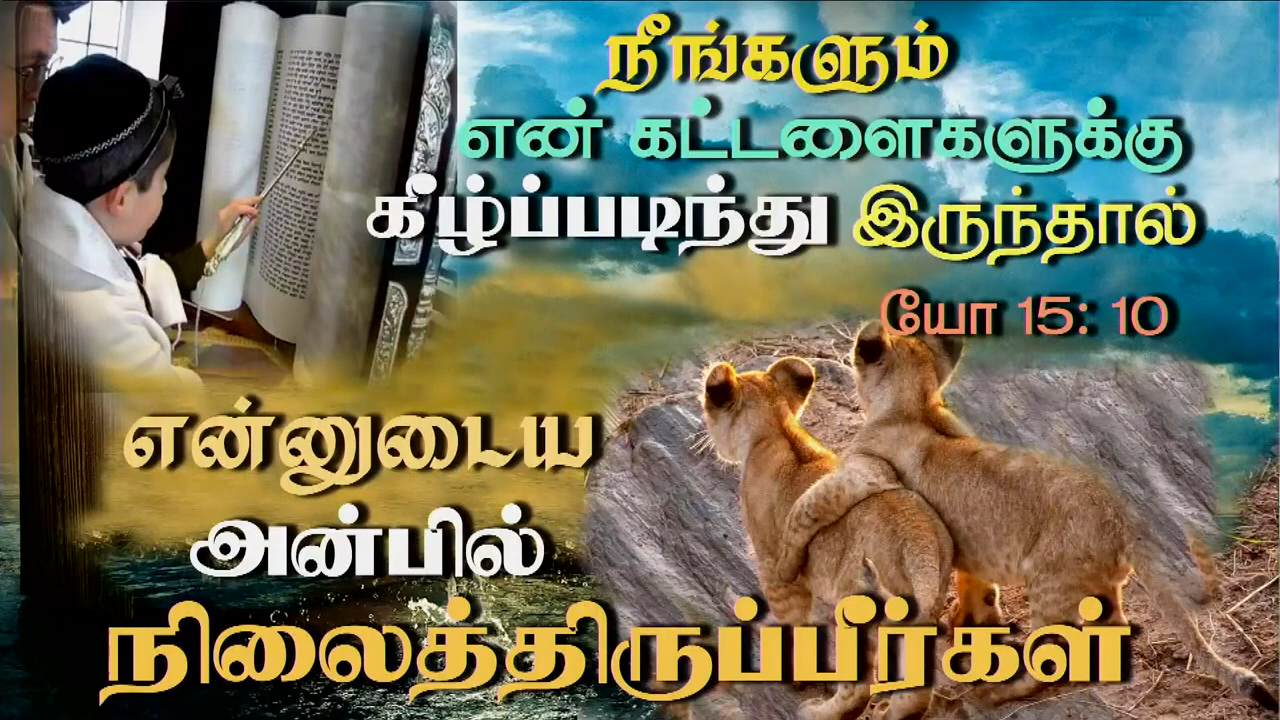 நீங்களும்
என் கட்டளைகளுக்கு
கீழ்ப்படிந்து இருந்தால்
யோ 15: 10
என்னுடைய
அன்பில்
நிலைத்திருப்பீர்கள்